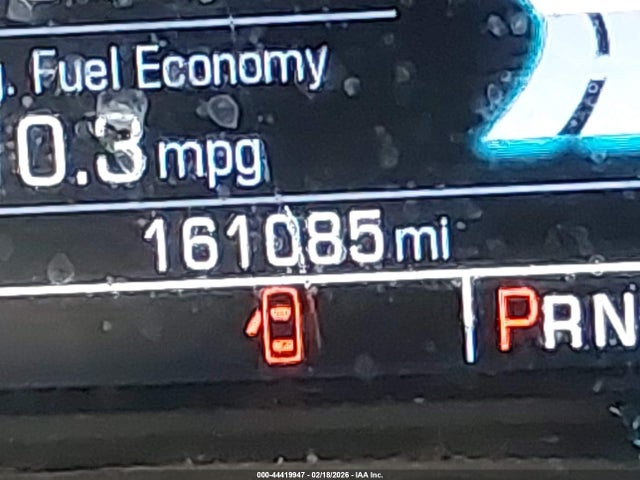 . Fuel Economy
0.3 mpg
161085 mi
PRN
000-44419947 - 02/18/2026 - IAA Inc.